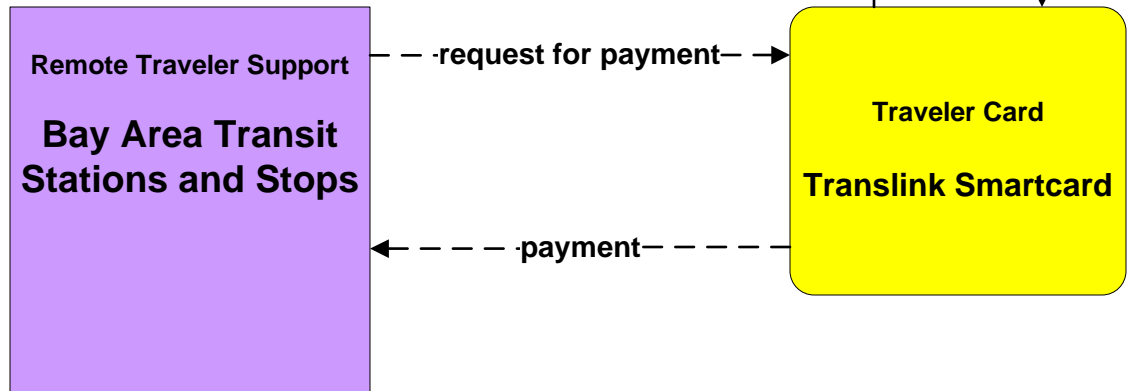 Remote Traveler Support
Bay Area Transit
Stations and Stops
request for payment
payment
Traveler Card
Translink Smartcard